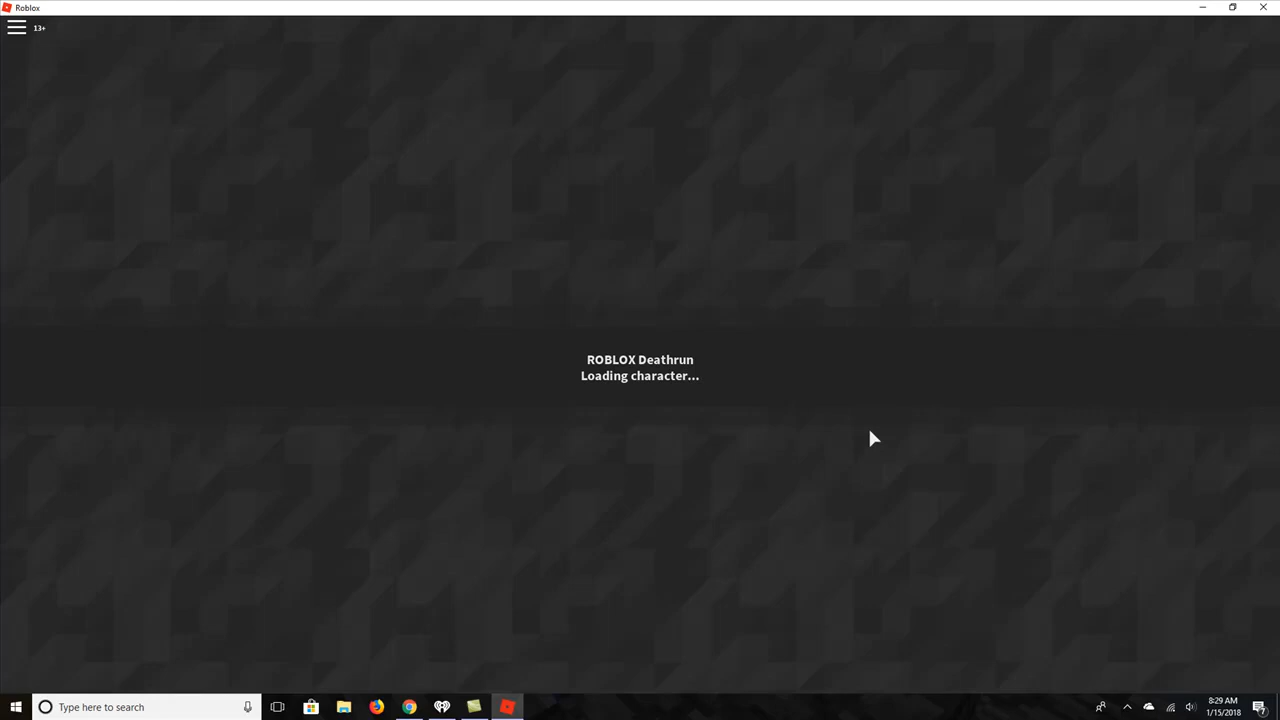 Roblox
13+
ROBLOX Deathrun
Loading character...
Type here to search
8:29 AM
1/15/2018